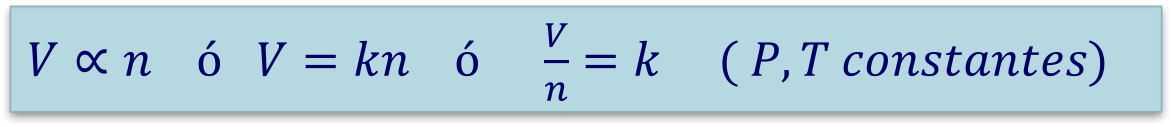 V ∝ n ó V = kn ó V/n = k ( P, T constantes)